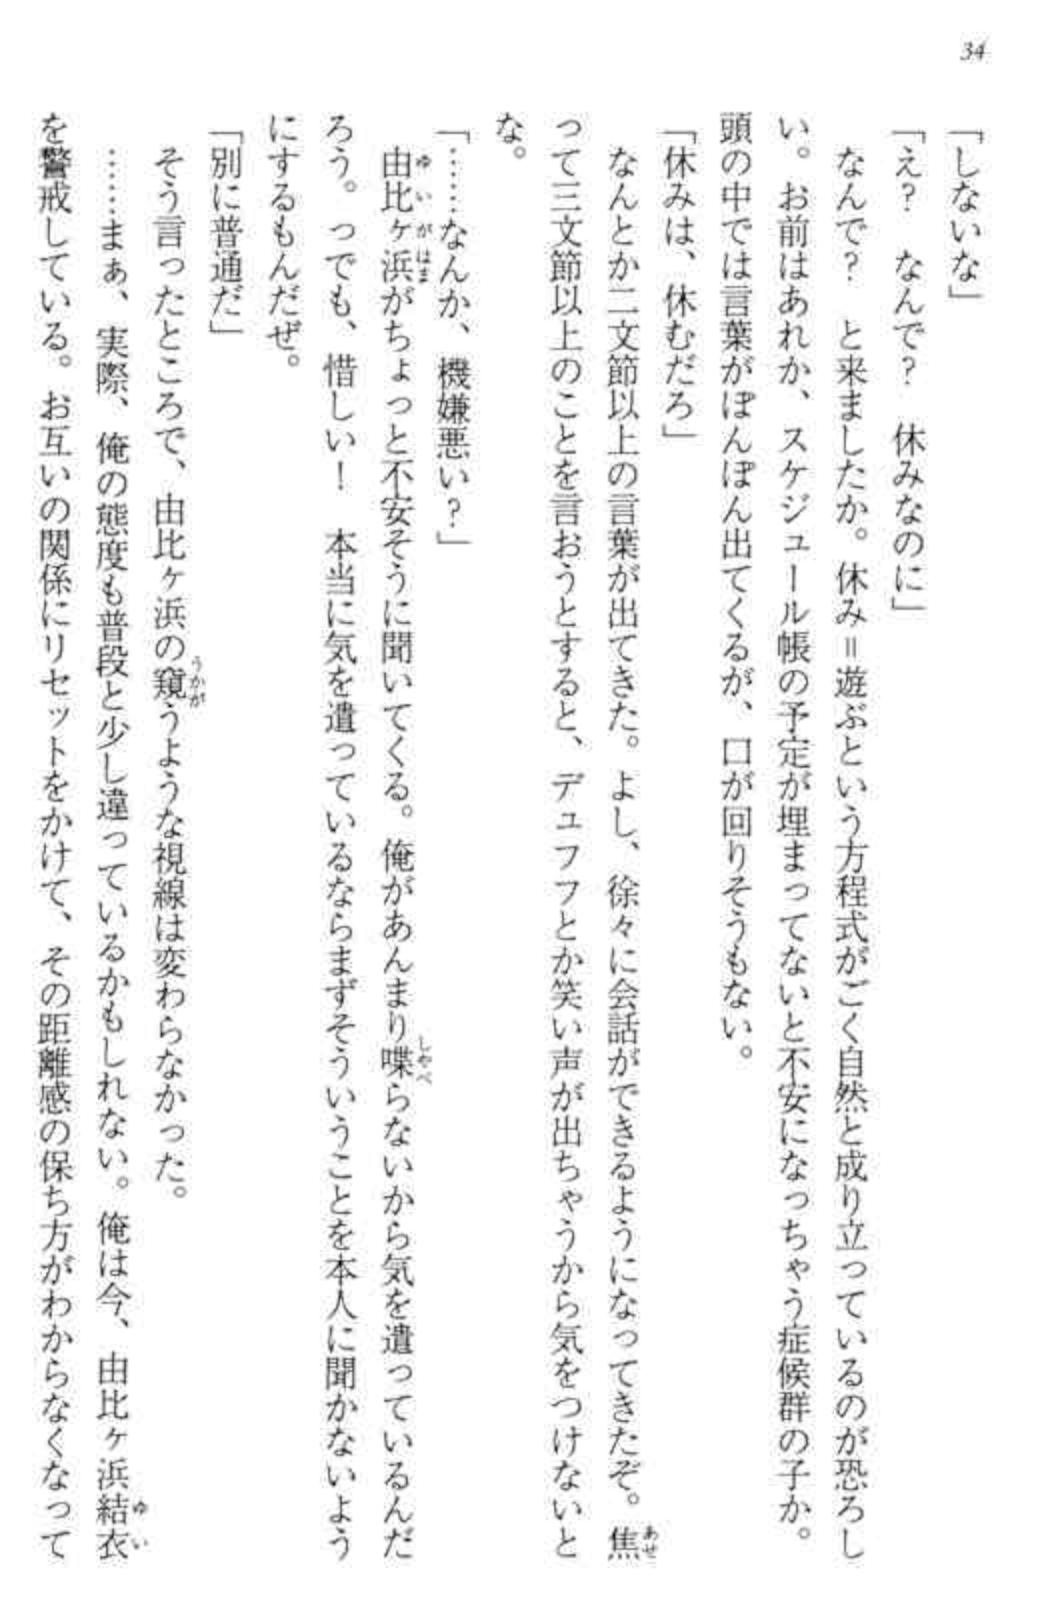 34
「しないな」
「え？　なんで？　休みなのに」
　なんで？　と来ましたか。休み＝遊ぶという方程式がごく自然と成り立っているのが恐ろし
い。お前はあれか、スケジュール帳の予定が埋まってないと不安になっちゃう症候群の子か。
頭の中では言葉がぽんぽん出てくるが、口が回りそうもない。
「休みは、休むだろ」
　なんとか二文節以上の言葉が出てきた。よし、徐々に会話ができるようになってきたぞ。焦
って三文節以上のことを言おうとすると、デュフフとか笑い声が出ちゃうから気をつけないと
な。
「……なんか、機嫌悪い？」
　由比ヶ浜がちょっと不安そうに聞いてくる。俺があんまり喋らないから気を遣っているんだ
ろう。っでも、惜しい！　本当に気を遣っているならまずそういうことを本人に聞かないよう
にするもんだぜ。
「別に普通だ」
　そう言ったところで、由比ヶ浜の窺うような視線は変わらなかった。
　……まぁ、実際、俺の態度も普段と少し違っているかもしれない。俺は今、由比ヶ浜結衣
を警戒している。お互いの関係にリセットをかけて、その距離感の保ち方がわからなくなって